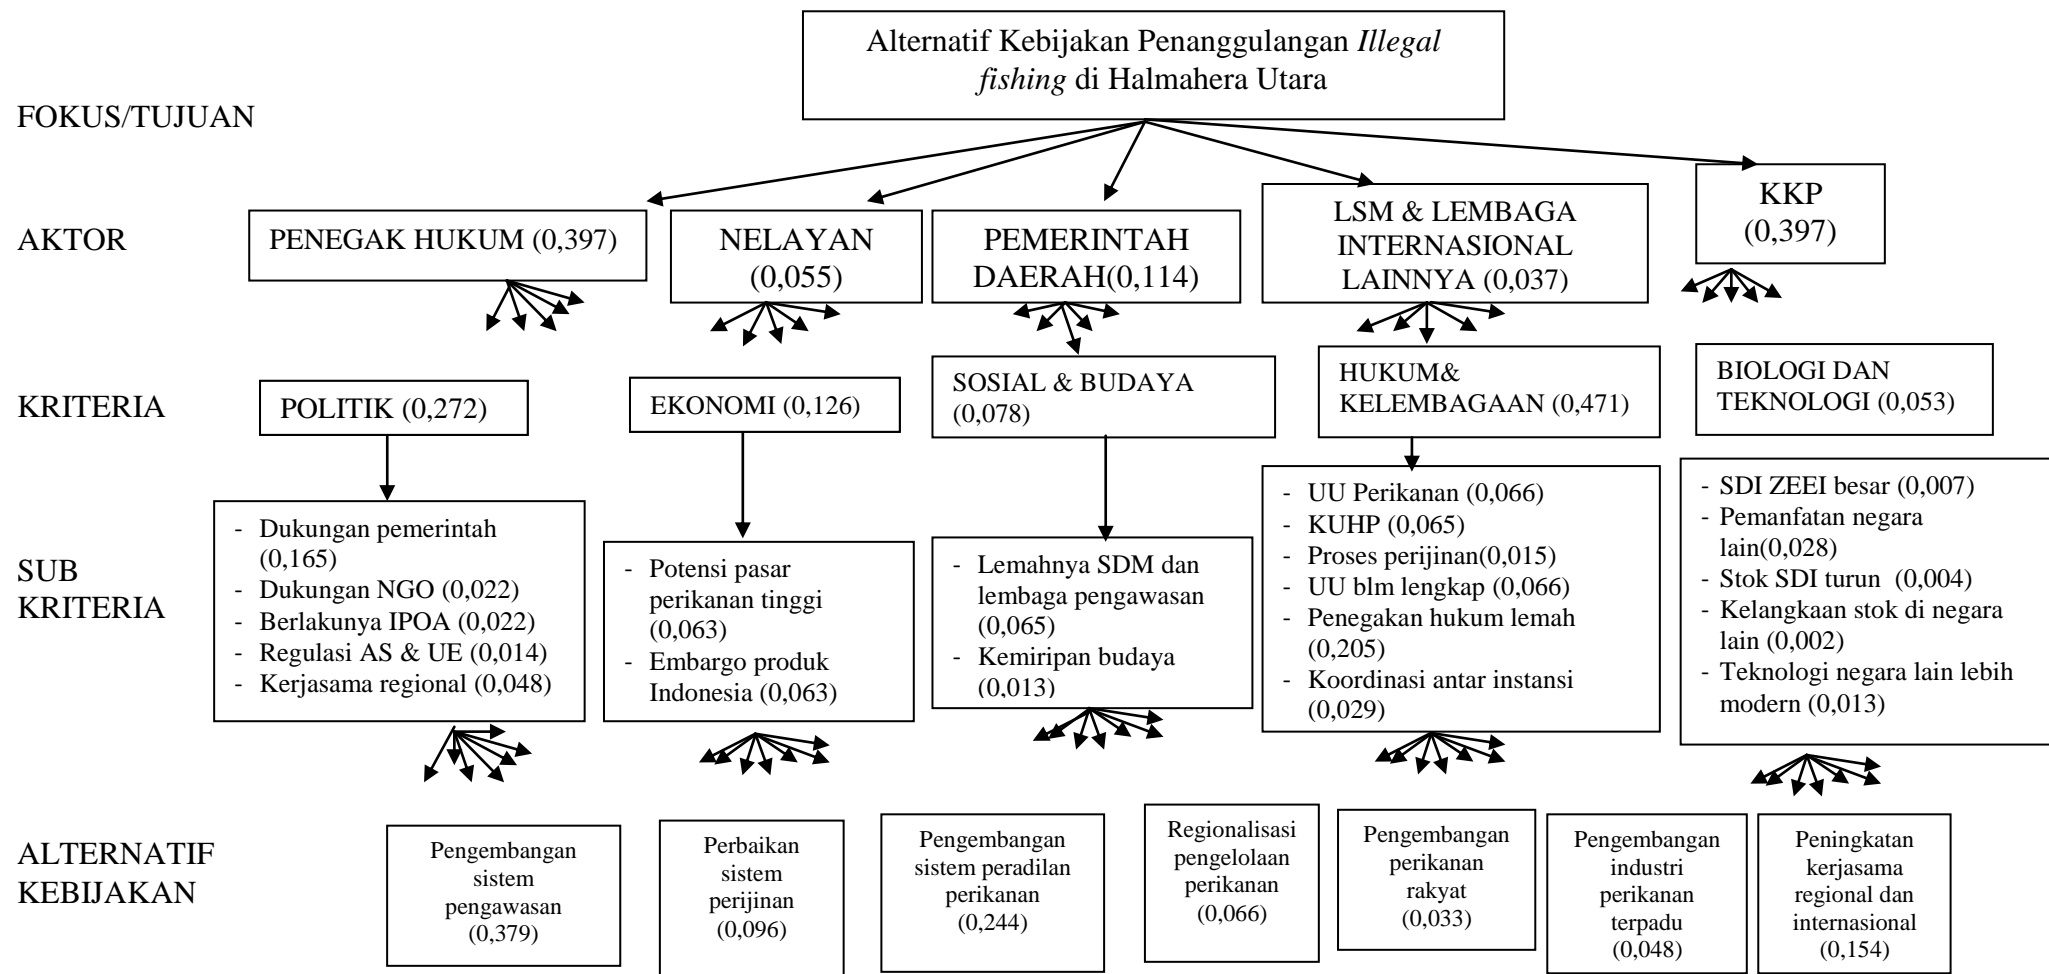 Alternatif Kebijakan Penanggulangan Illegal
fishing di Halmahera Utara
FOKUS/TUJUAN
AKTOR
PENEGAK HUKUM (0,397)
NELAYAN
(0,055)
PEMERINTAH
DAERAH(0,114)
LSM & LEMBAGA
INTERNASIONAL
LAINNYA (0,037)
KKP
(0,397)
KRITERIA
POLITIK (0,272)
EKONOMI (0,126)
SOSIAL & BUDAYA
(0,078)
HUKUM&
KELEMBAGAAN (0,471)
BIOLOGI DAN
TEKNOLOGI (0,053)
SUB
KRITERIA
- Dukungan pemerintah
(0,165)
- Dukungan NGO (0,022)
- Berlakunya IPOA (0,022)
- Regulasi AS & UE (0,014)
- Kerjasama regional (0,048)
- Potensi pasar
perikanan tinggi
(0,063)
- Embargo produk
Indonesia (0,063)
- Lemahnya SDM dan
lembaga pengawasan
(0,065)
- Kemiripan budaya
(0,013)
- UU Perikanan (0,066)
- KUHP (0,065)
- Proses perijinan(0,015)
- UU blm lengkap (0,066)
- Penegakan hukum lemah
(0,205)
- Koordinasi antar instansi
(0,029)
- SDI ZEEI besar (0,007)
- Pemanfatan negara
lain(0,028)
- Stok SDI turun (0,004)
- Kelangkaan stok di negara
lain (0,002)
- Teknologi negara lain lebih
modern (0,013)
ALTERNATIF
KEBIJAKAN
Pengembangan
sistem
pengawasan
(0,379)
Perbaikan
sistem
perijinan
(0,096)
Pengembangan
sistem peradilan
perikanan
(0,244)
Regionalisasi
pengelolaan
perikanan
(0,066)
Pengembangan
perikanan
rakyat
(0,033)
Pengembangan
industri
perikanan
terpadu
(0,048)
Peningkatan
kerjasama
regional dan
internasional
(0,154)